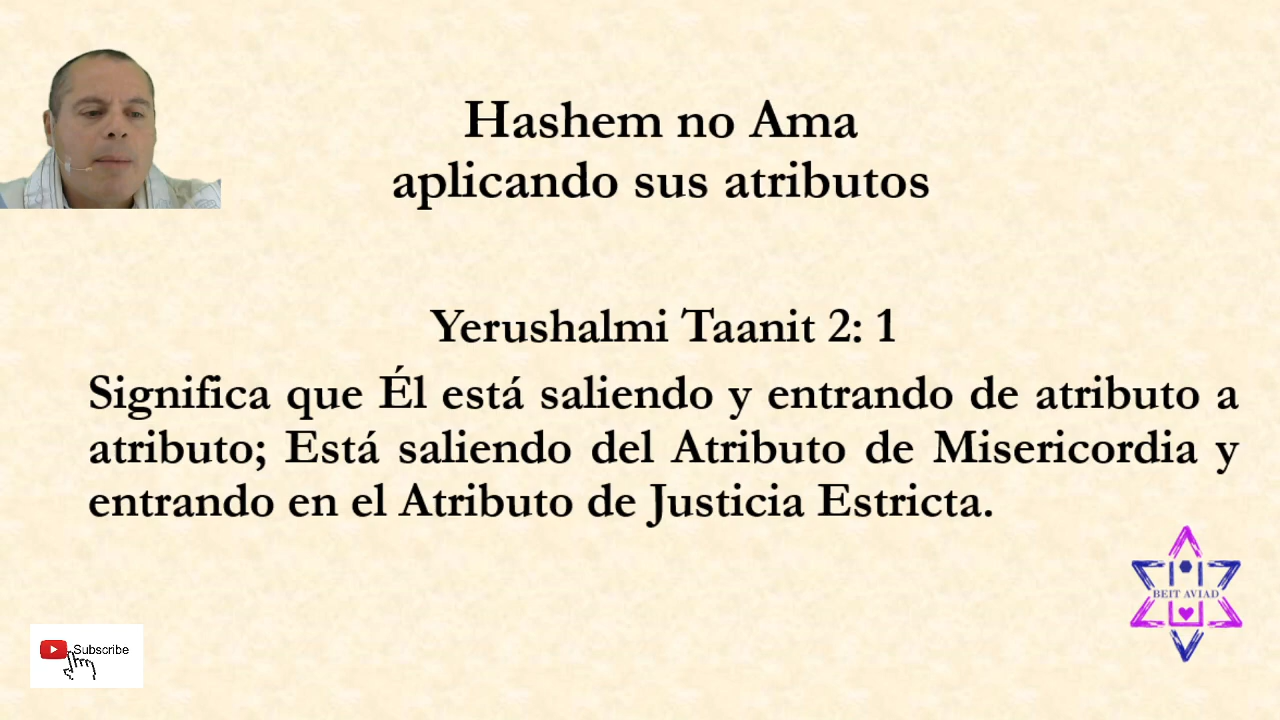 Hashem no Ama
aplicando sus atributos
Yerushalmi Taanit 2: 1
Significa que Él está saliendo y entrando de atributo a
atributo; Está saliendo del Atributo de Misericordia y
entrando en el Atributo de Justicia Estricta.
BEIT AVIAD
Subscribe